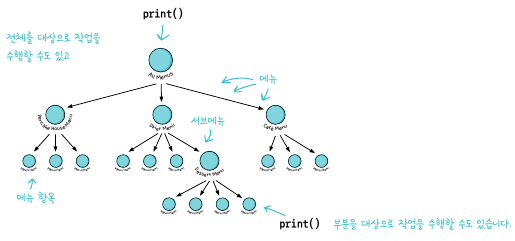 print()
전체를 대상으로 작업을
수행할 수도 있고
All Menus
메뉴
Pancake House Menu
Diner Menu
서브메뉴
Café Menu
Dessert Menu
메뉴 항목
print() 부분을 대상으로 작업을 수행할 수도 있습니다.